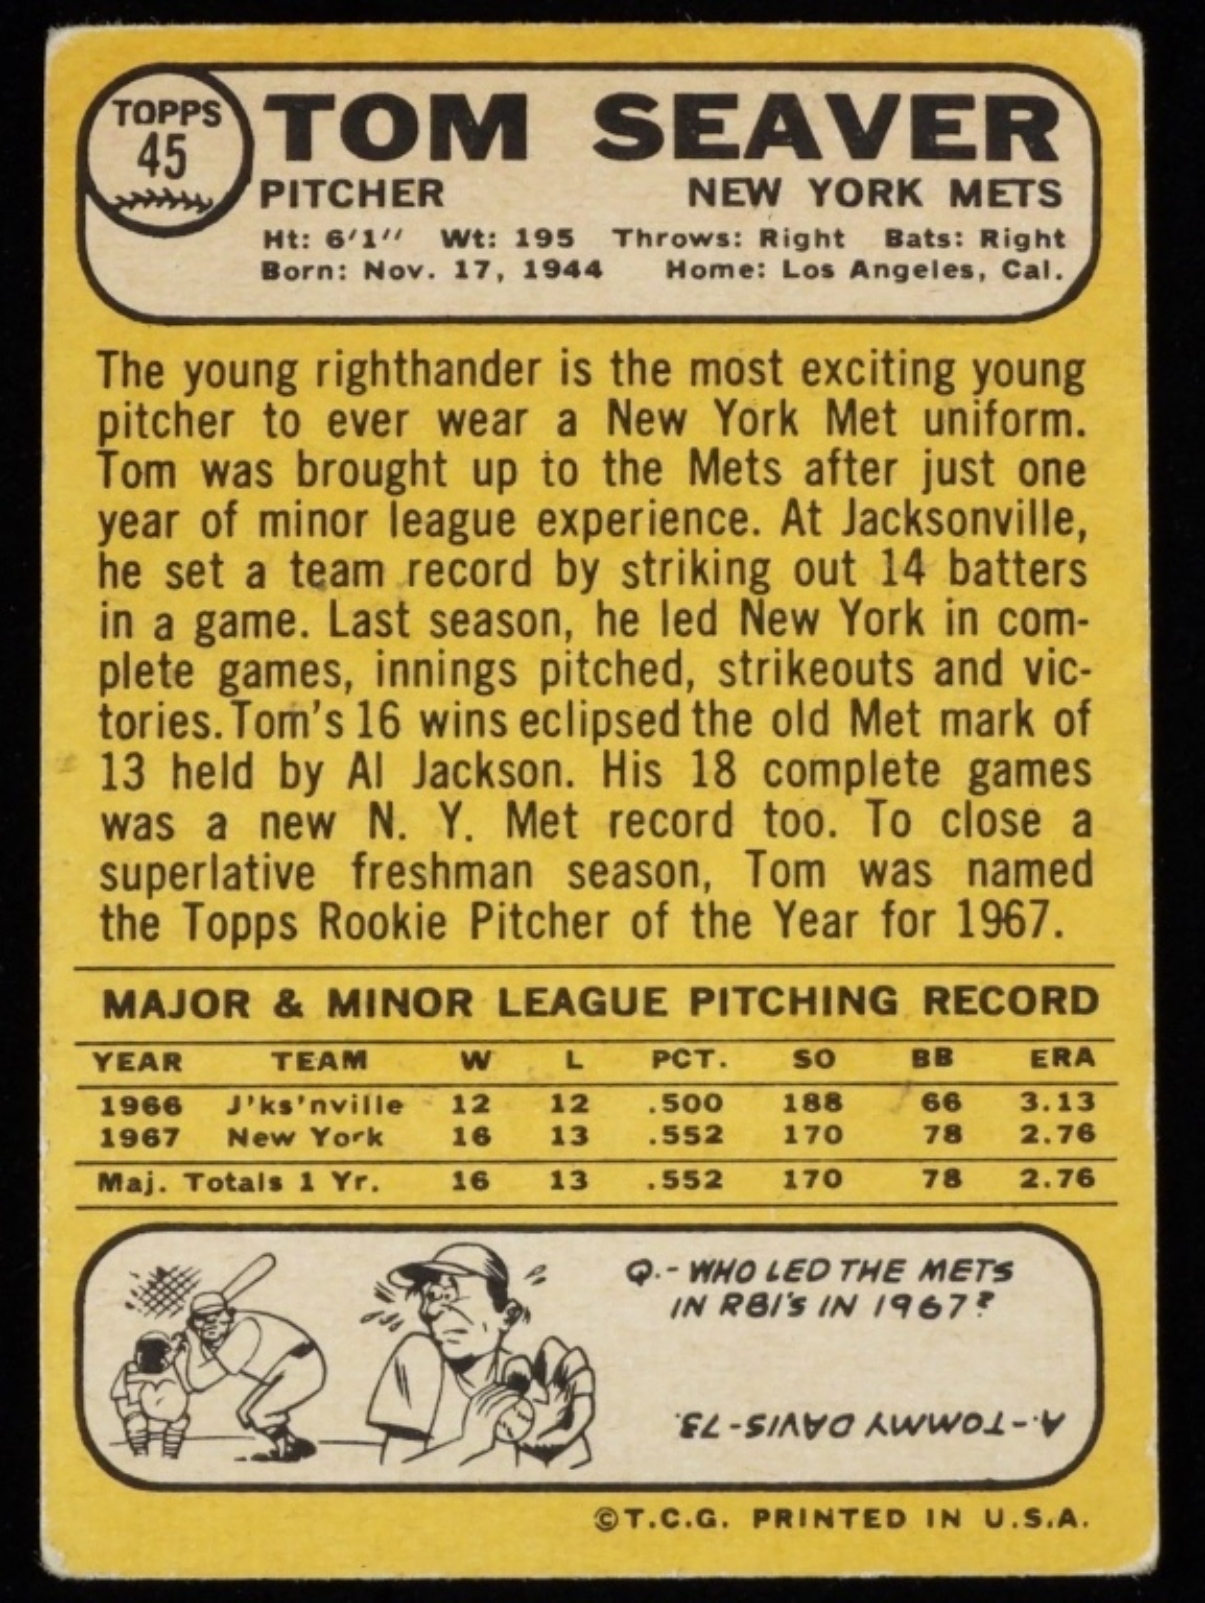 TOPPS
45
TOM SEAVER
PITCHER NEW YORK METS
Ht: 6'1" Wt: 195 Throws: Right Bats: Right
Born: Nov. 17, 1944 Home: Los Angeles, Cal.
The young righthander is the most exciting young
pitcher to ever wear a New York Met uniform.
Tom was brought up to the Mets after just one
year of minor league experience. At Jacksonville,
he set a team record by striking out 14 batters
in a game. Last season, he led New York in com-
plete games, innings pitched, strikeouts and vic-
tories. Tom's 16 wins eclipsed the old Met mark of
13 held by Al Jackson. His 18 complete games
was a new N. Y. Met record too. To close a
superlative freshman season, Tom was named
the Topps Rookie Pitcher of the Year for 1967.
MAJOR & MINOR LEAGUE PITCHING RECORD
YEAR TEAM W L PCT. SO BB ERA
1966 J'ks'nville 12 12 .500 188 66 3.13
1967 New York 16 13 .552 170 78 2.76
Maj. Totals 1 Yr. 16 13 .552 170 78 2.76
Q.- WHO LED THE METS
IN RBI'S IN 1967?
A.-TOMMY DAVIS-73.
©T.C.G. PRINTED IN U.S.A.